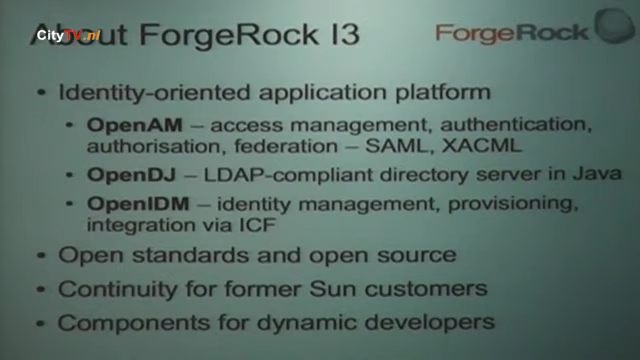 CityTV.nl
About ForgeRock I3
ForgeRock
• Identity-oriented application platform
• OpenAM – access management, authentication,
authorisation, federation – SAML, XACML
• OpenDJ – LDAP-compliant directory server in Java
• OpenIDM – identity management, provisioning,
integration via ICF
• Open standards and open source
• Continuity for former Sun customers
• Components for dynamic developers